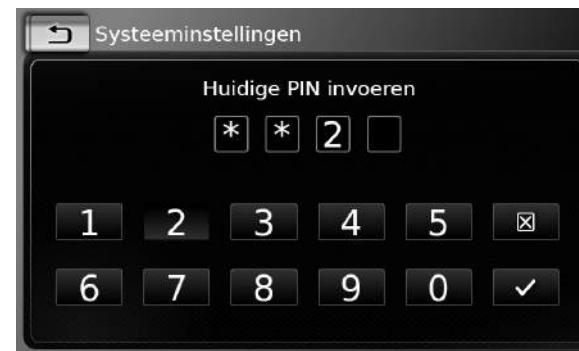 Systeeminstellingen
Huidige PIN invoeren
* * 2
1 2 3 4 5
6 7 8 9 0